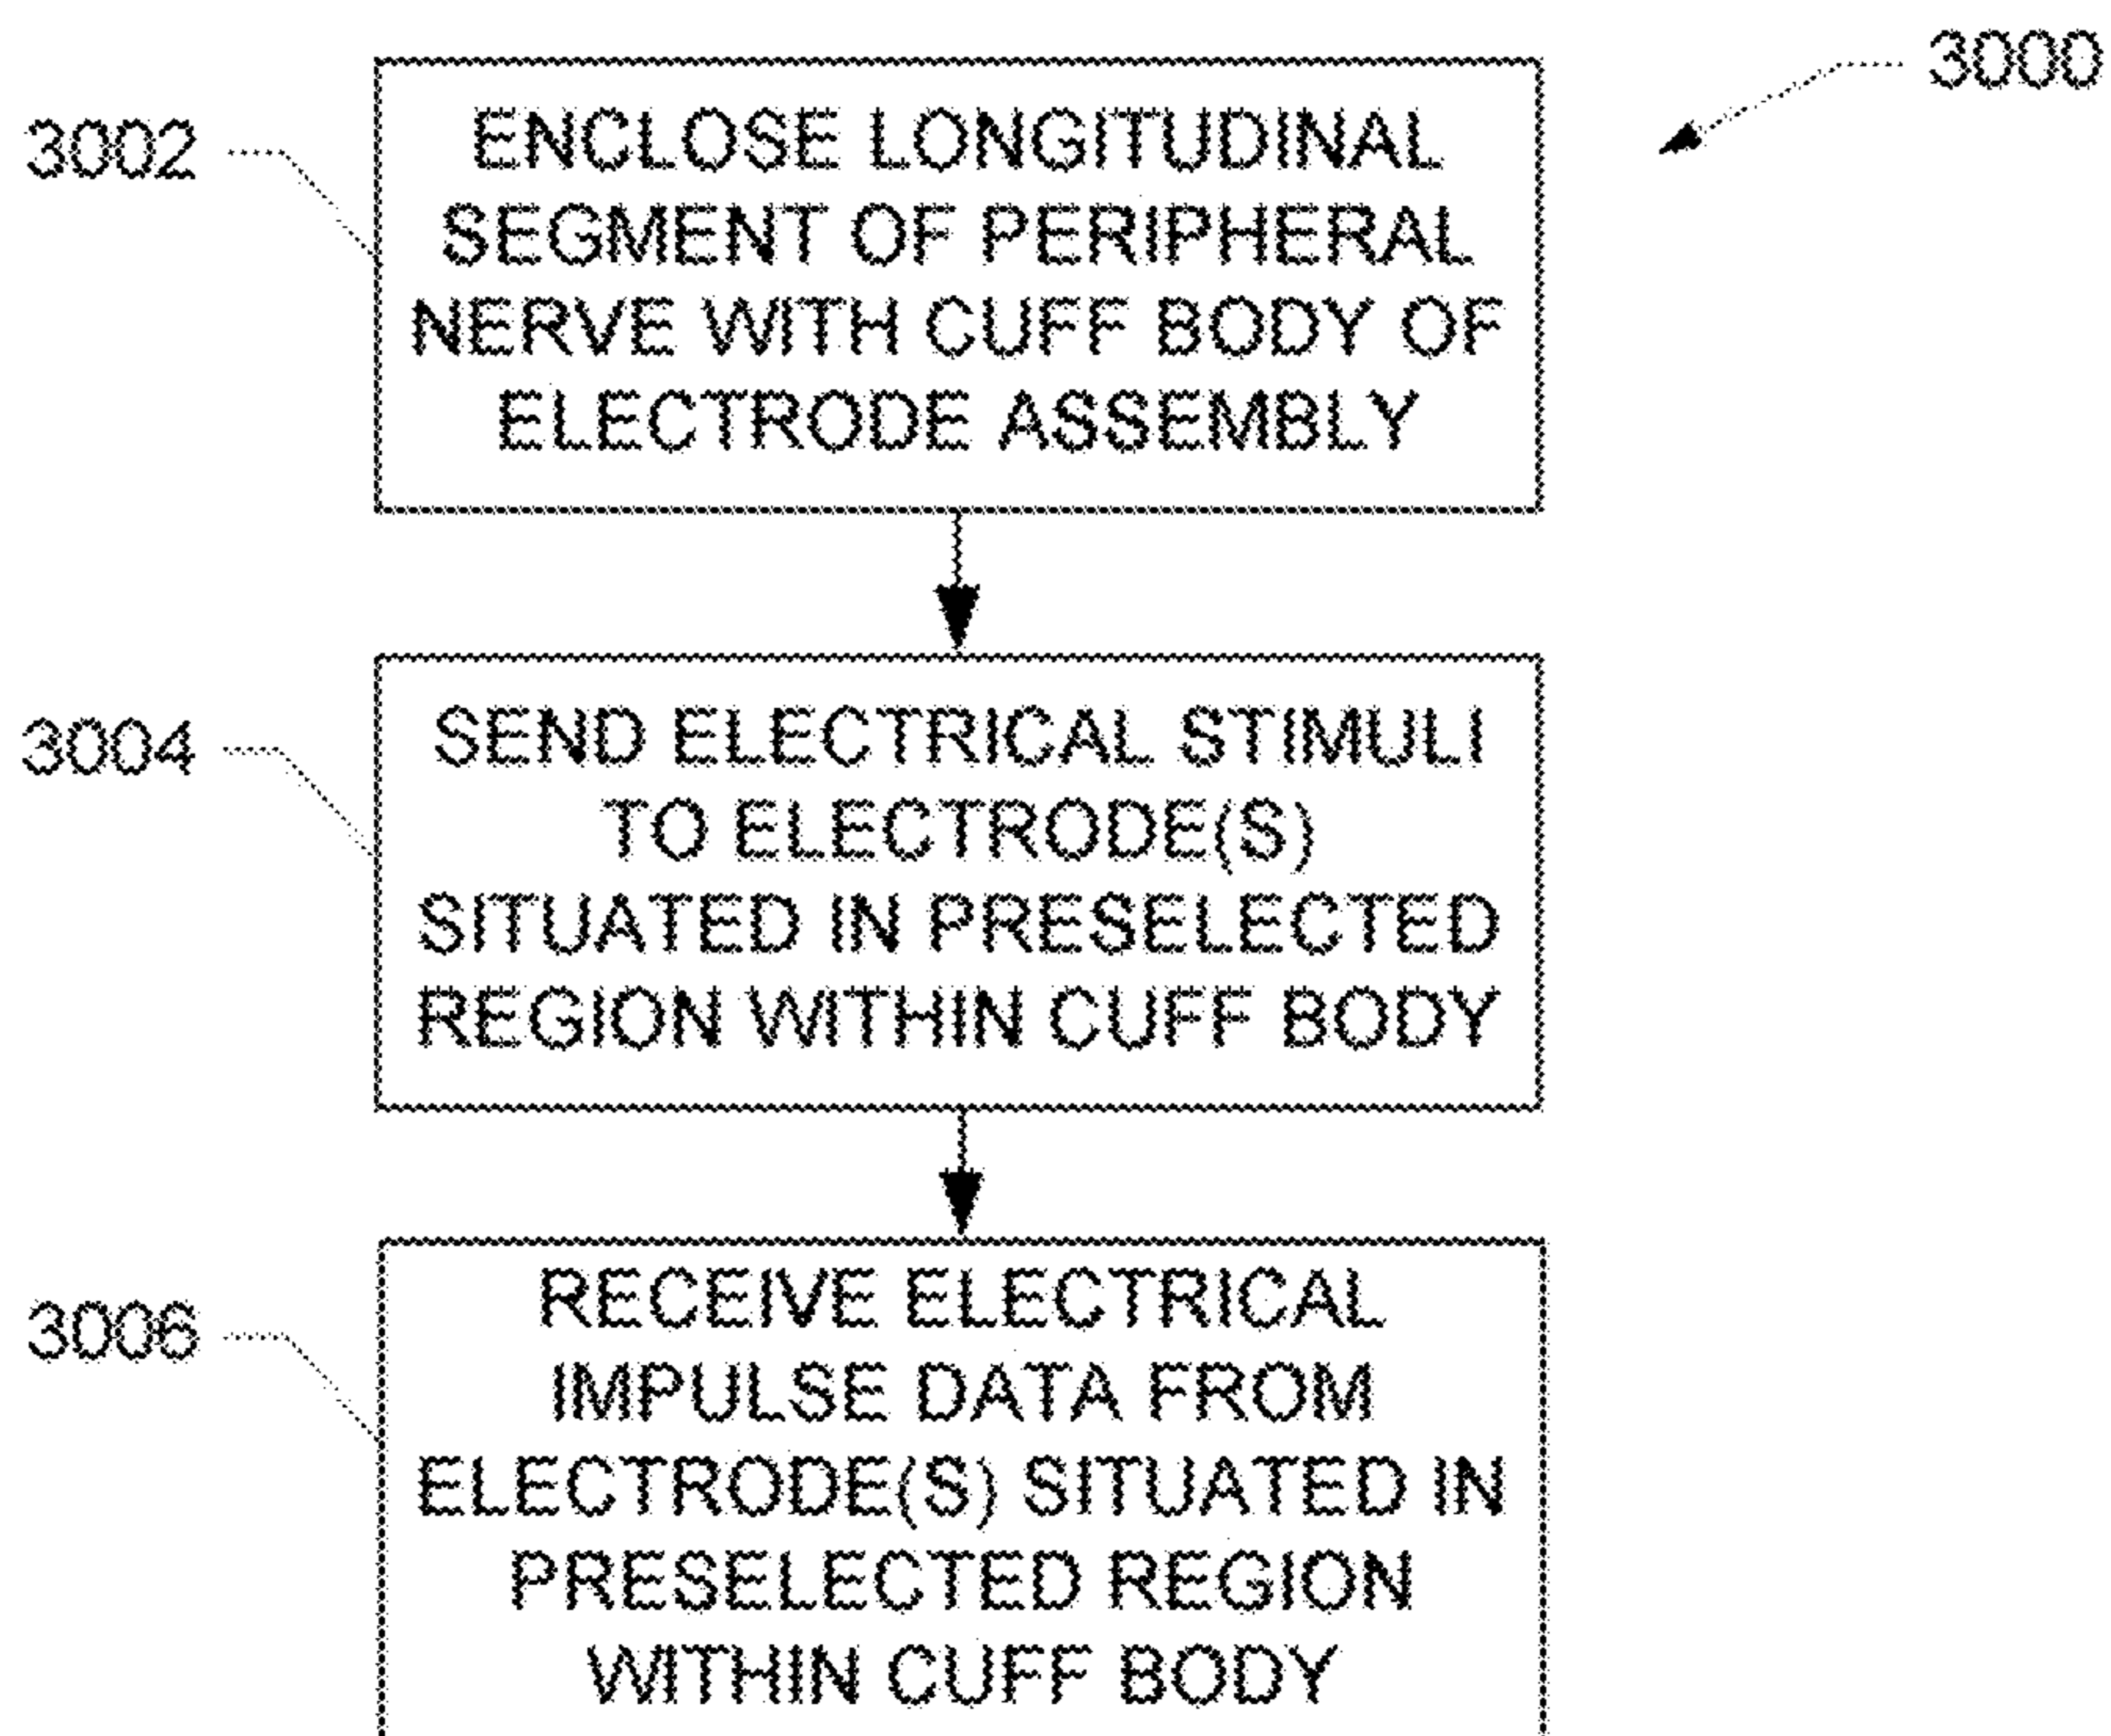 3000
3002
ENCLOSE LONGITUDINAL
SEGMENT OF PERIPHERAL
NERVE WITH CUFF BODY OF
ELECTRODE ASSEMBLY
3004
SEND ELECTRICAL STIMULI
TO ELECTRODE(S)
SITUATED IN PRESELECTED
REGION WITHIN CUFF BODY
3006
RECEIVE ELECTRICAL
IMPULSE DATA FROM
ELECTRODE(S) SITUATED IN
PRESELECTED REGION
WITHIN CUFF BODY